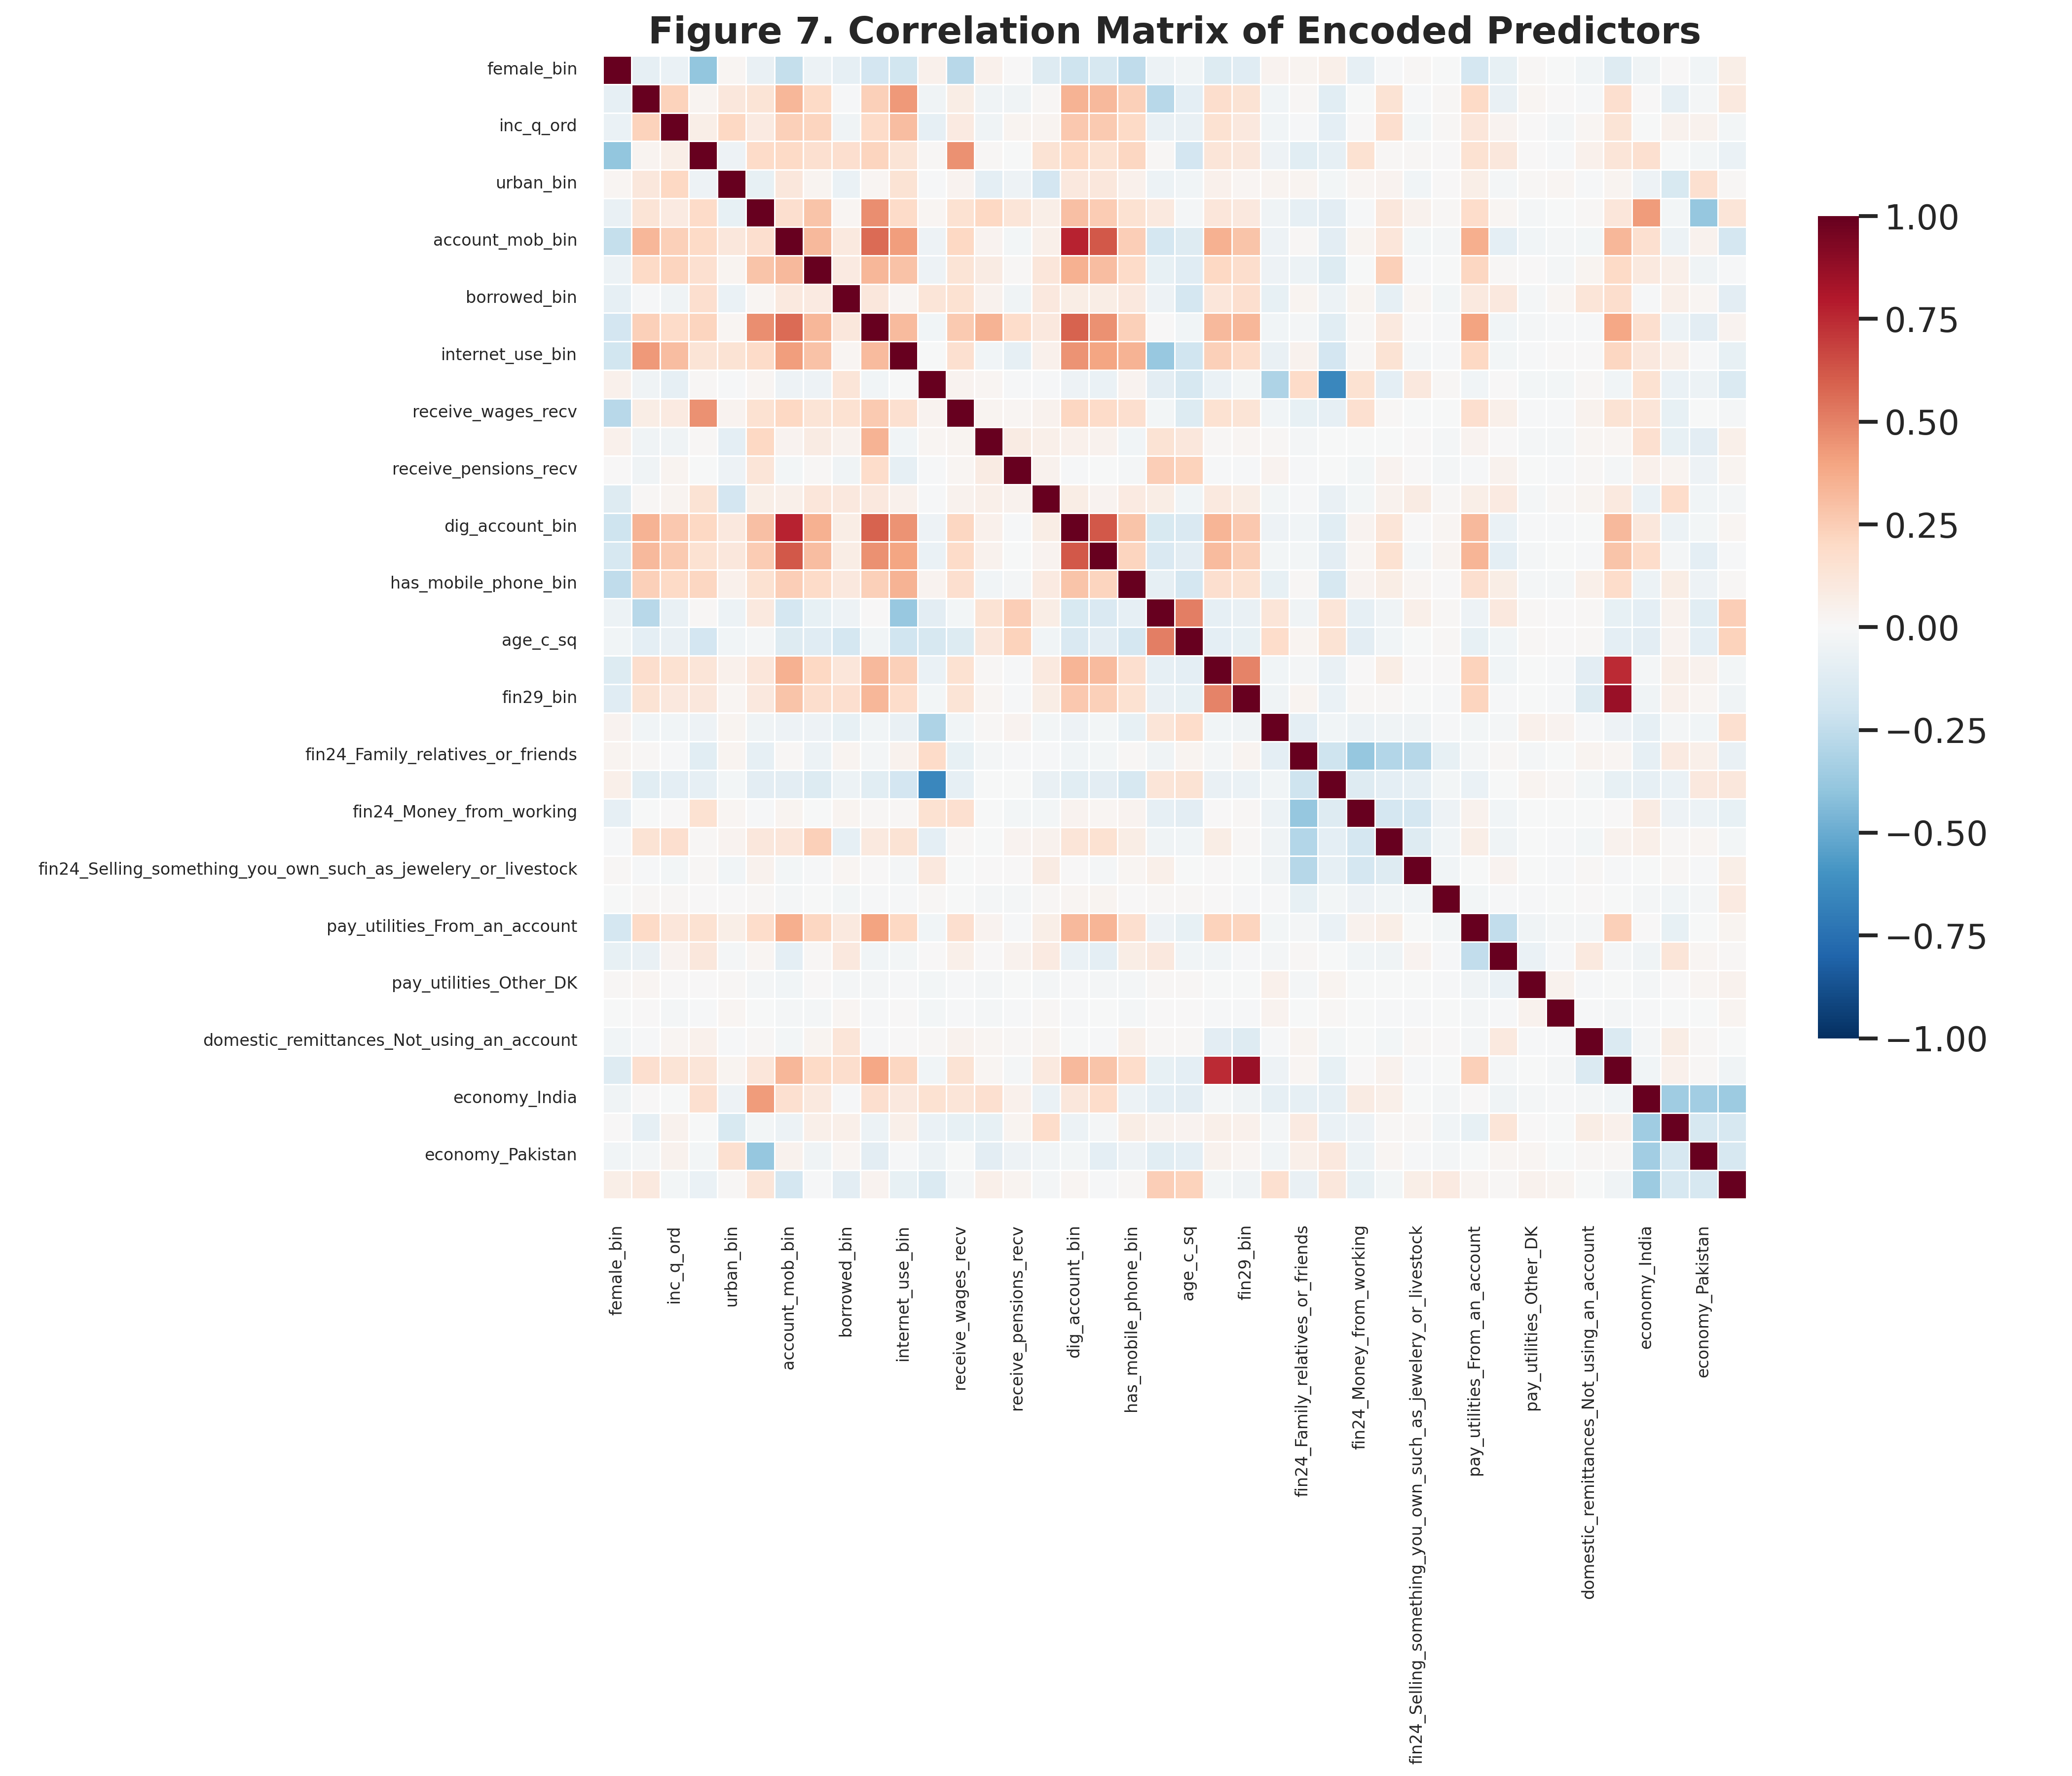 Figure 7. Correlation Matrix of Encoded Predictors
female_bin
inc_q_ord
urban_bin
account_mob_bin
borrowed_bin
internet_use_bin
receive_wages_recv
receive_pensions_recv
dig_account_bin
has_mobile_phone_bin
age_c_sq
fin29_bin
fin24_Family_relatives_or_friends
fin24_Money_from_working
fin24_Selling_something_you_own_such_as_jewelery_or_livestock
pay_utilities_From_an_account
pay_utilities_Other_DK
domestic_remittances_Not_using_an_account
economy_India
economy_Pakistan
female_bin
inc_q_ord
urban_bin
account_mob_bin
borrowed_bin
internet_use_bin
receive_wages_recv
receive_pensions_recv
dig_account_bin
has_mobile_phone_bin
age_c_sq
fin29_bin
fin24_Family_relatives_or_friends
fin24_Money_from_working
fin24_Selling_something_you_own_such_as_jewelery_or_livestock
pay_utilities_From_an_account
pay_utilities_Other_DK
domestic_remittances_Not_using_an_account
economy_India
economy_Pakistan
1.00
0.75
0.50
0.25
0.00
−0.25
−0.50
−0.75
−1.00